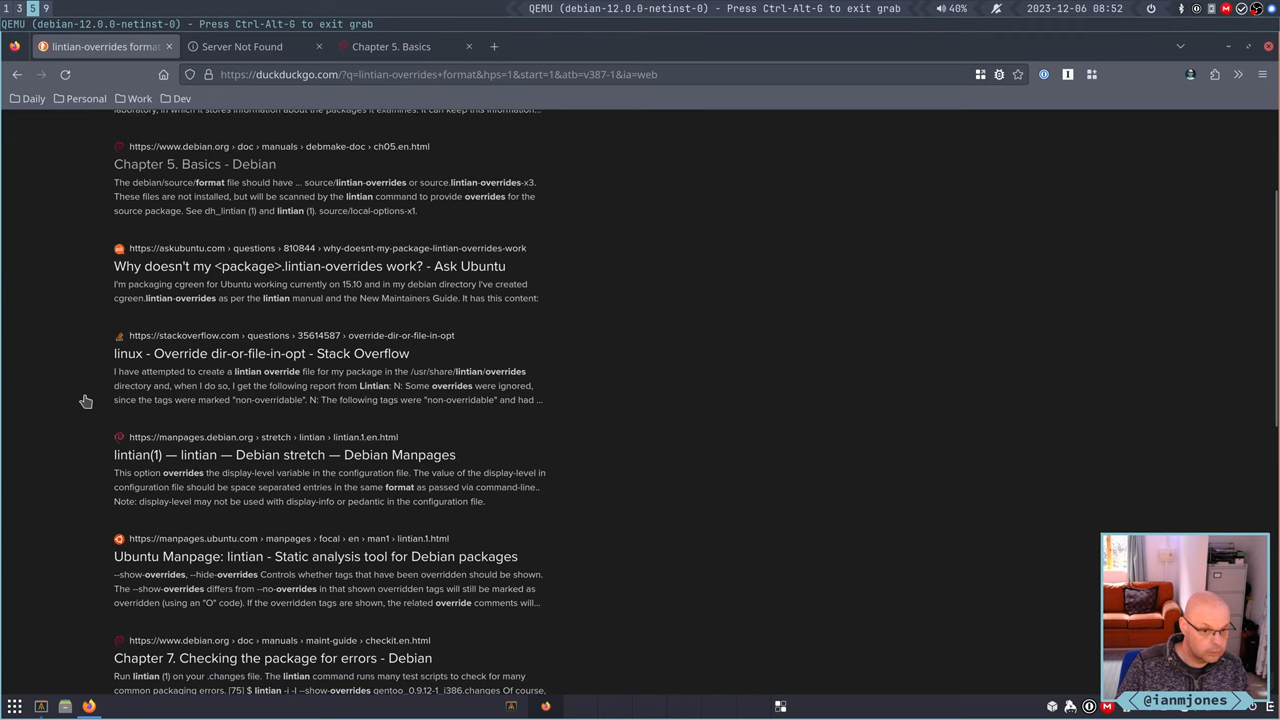 1 3 5 9
QEMU (debian-12.0.0-netinst-0) - Press Ctrl-Alt-G to exit grab
40%
2023-12-06 08:52
QEMU (debian-12.0.0-netinst-0) - Press Ctrl-Alt-G to exit grab
lintian-overrides format
Server Not Found
Chapter 5. Basics
https://duckduckgo.com/?q=lintian-overrides+format&hps=1&start=1&atb=v387-1&ia=web
Daily
Personal
Work
Dev
laboratory, in which it stores information about the packages it examines. It can keep this information...
https://www.debian.org › doc › manuals › debmake-doc › ch05.en.html
Chapter 5. Basics - Debian
The debian/source/format file should have ... source/lintian-overrides or source.lintian-overrides-x3.
These files are not installed, but will be scanned by the lintian command to provide overrides for the
source package. See dh_lintian (1) and lintian (1). source/local-options-x1.
https://askubuntu.com › questions › 810844 › why-doesnt-my-package-lintian-overrides-work
Why doesn't my <package>.lintian-overrides work? - Ask Ubuntu
I'm packaging cgreen for Ubuntu working currently on 15.10 and in my debian directory I've created
cgreen.lintian-overrides as per the lintian manual and the New Maintainers Guide. It has this content:
https://stackoverflow.com › questions › 35614587 › override-dir-or-file-in-opt
linux - Override dir-or-file-in-opt - Stack Overflow
I have attempted to create a lintian override file for my package in the /usr/share/lintian/overrides
directory and, when I do so, I get the following report from Lintian: N: Some overrides were ignored,
since the tags were marked "non-overridable". N: The following tags were "non-overridable" and had ...
https://manpages.debian.org › stretch › lintian › lintian.1.en.html
lintian(1) — lintian — Debian stretch — Debian Manpages
This option overrides the display-level variable in the configuration file. The value of the display-level in
configuration file should be space separated entries in the same format as passed via command-line..
Note: display-level may not be used with display-info or pedantic in the configuration file.
https://manpages.ubuntu.com › manpages › focal › en › man1 › lintian.1.html
Ubuntu Manpage: lintian - Static analysis tool for Debian packages
--show-overrides, --hide-overrides Controls whether tags that have been overridden should be shown.
The --show-overrides differs from --no-overrides in that shown overridden tags will still be marked as
overridden (using an "O" code). If the overridden tags are shown, the related override comments will...
https://www.debian.org › doc › manuals › maint-guide › checkit.en.html
Chapter 7. Checking the package for errors - Debian
Run lintian (1) on your .changes file. The lintian command runs many test scripts to check for many
common packaging errors. [75] $ lintian -i -I --show-overrides gentoo_0.9.12-1_i386.changes Of course,
@ianmjones